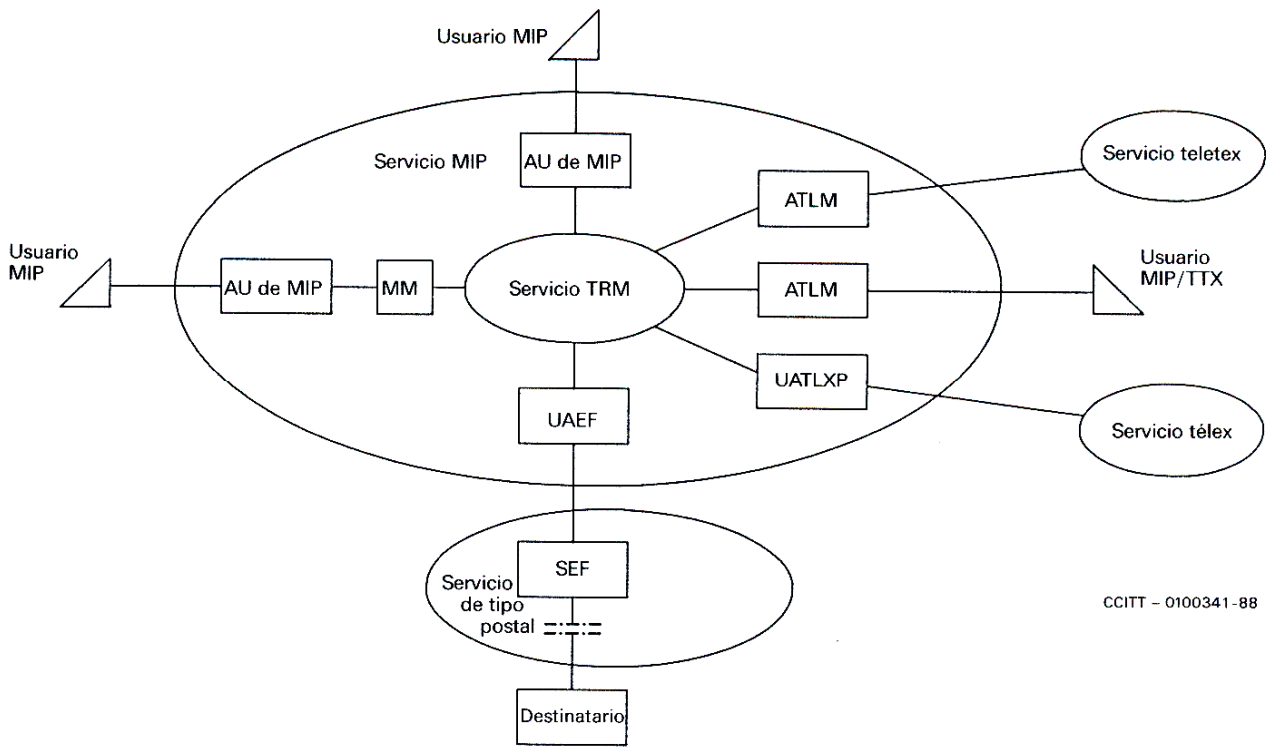 Usuario MIP
Servicio MIP
AU de MIP
Servicio teletex
ATLM
Usuario
MIP
AU de MIP
MM
Servicio TRM
ATLM
Usuario
MIP/TTX
UATLXP
UAEF
Servicio télex
SEF
Servicio
de tipo
postal
CCITT – 0100341-88
Destinatario